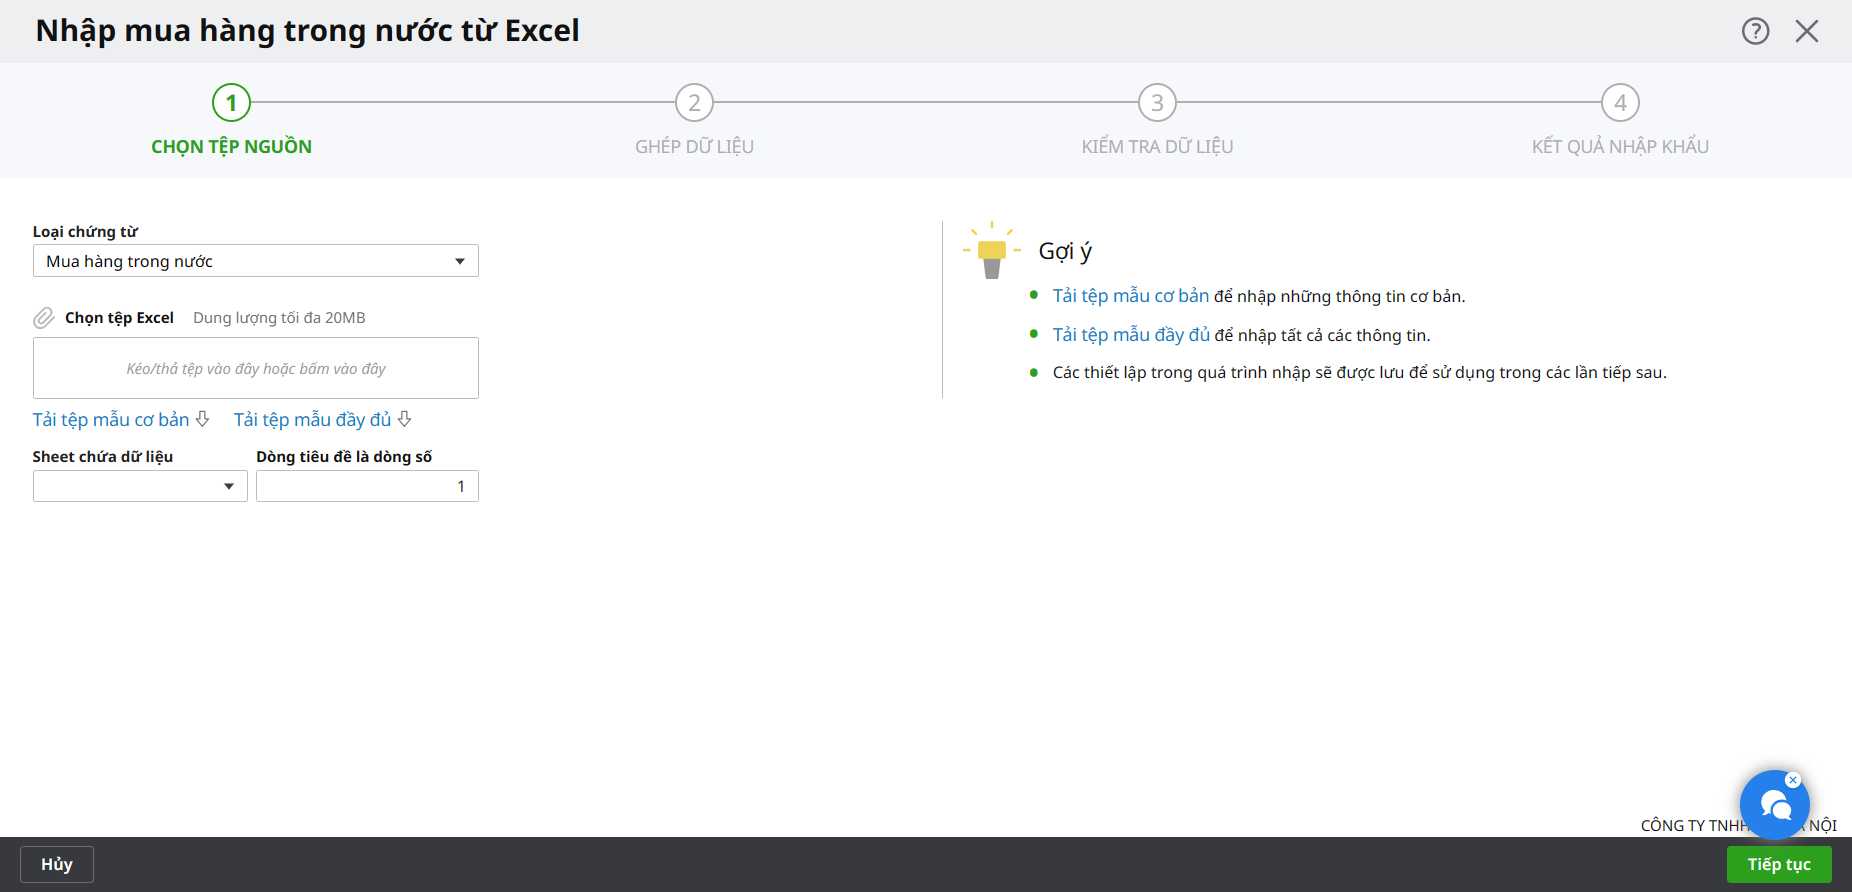 Nhập mua hàng trong nước từ Excel
1
2
3
4
CHỌN TỆP NGUỒN
GHÉP DỮ LIỆU
KIỂM TRA DỮ LIỆU
KẾT QUẢ NHẬP KHẨU
Loại chứng từ
Mua hàng trong nước
Chọn tệp Excel Dung lượng tối đa 20MB
Kéo/thả tệp vào đây hoặc bấm vào đây
Tải tệp mẫu cơ bản Tải tệp mẫu đầy đủ
Sheet chứa dữ liệu Dòng tiêu đề là dòng số
1
Gợi ý
Tải tệp mẫu cơ bản để nhập những thông tin cơ bản.
Tải tệp mẫu đầy đủ để nhập tất cả các thông tin.
Các thiết lập trong quá trình nhập sẽ được lưu để sử dụng trong các lần tiếp sau.
CÔNG TY TNHH NỘI
Hủy
Tiếp tục